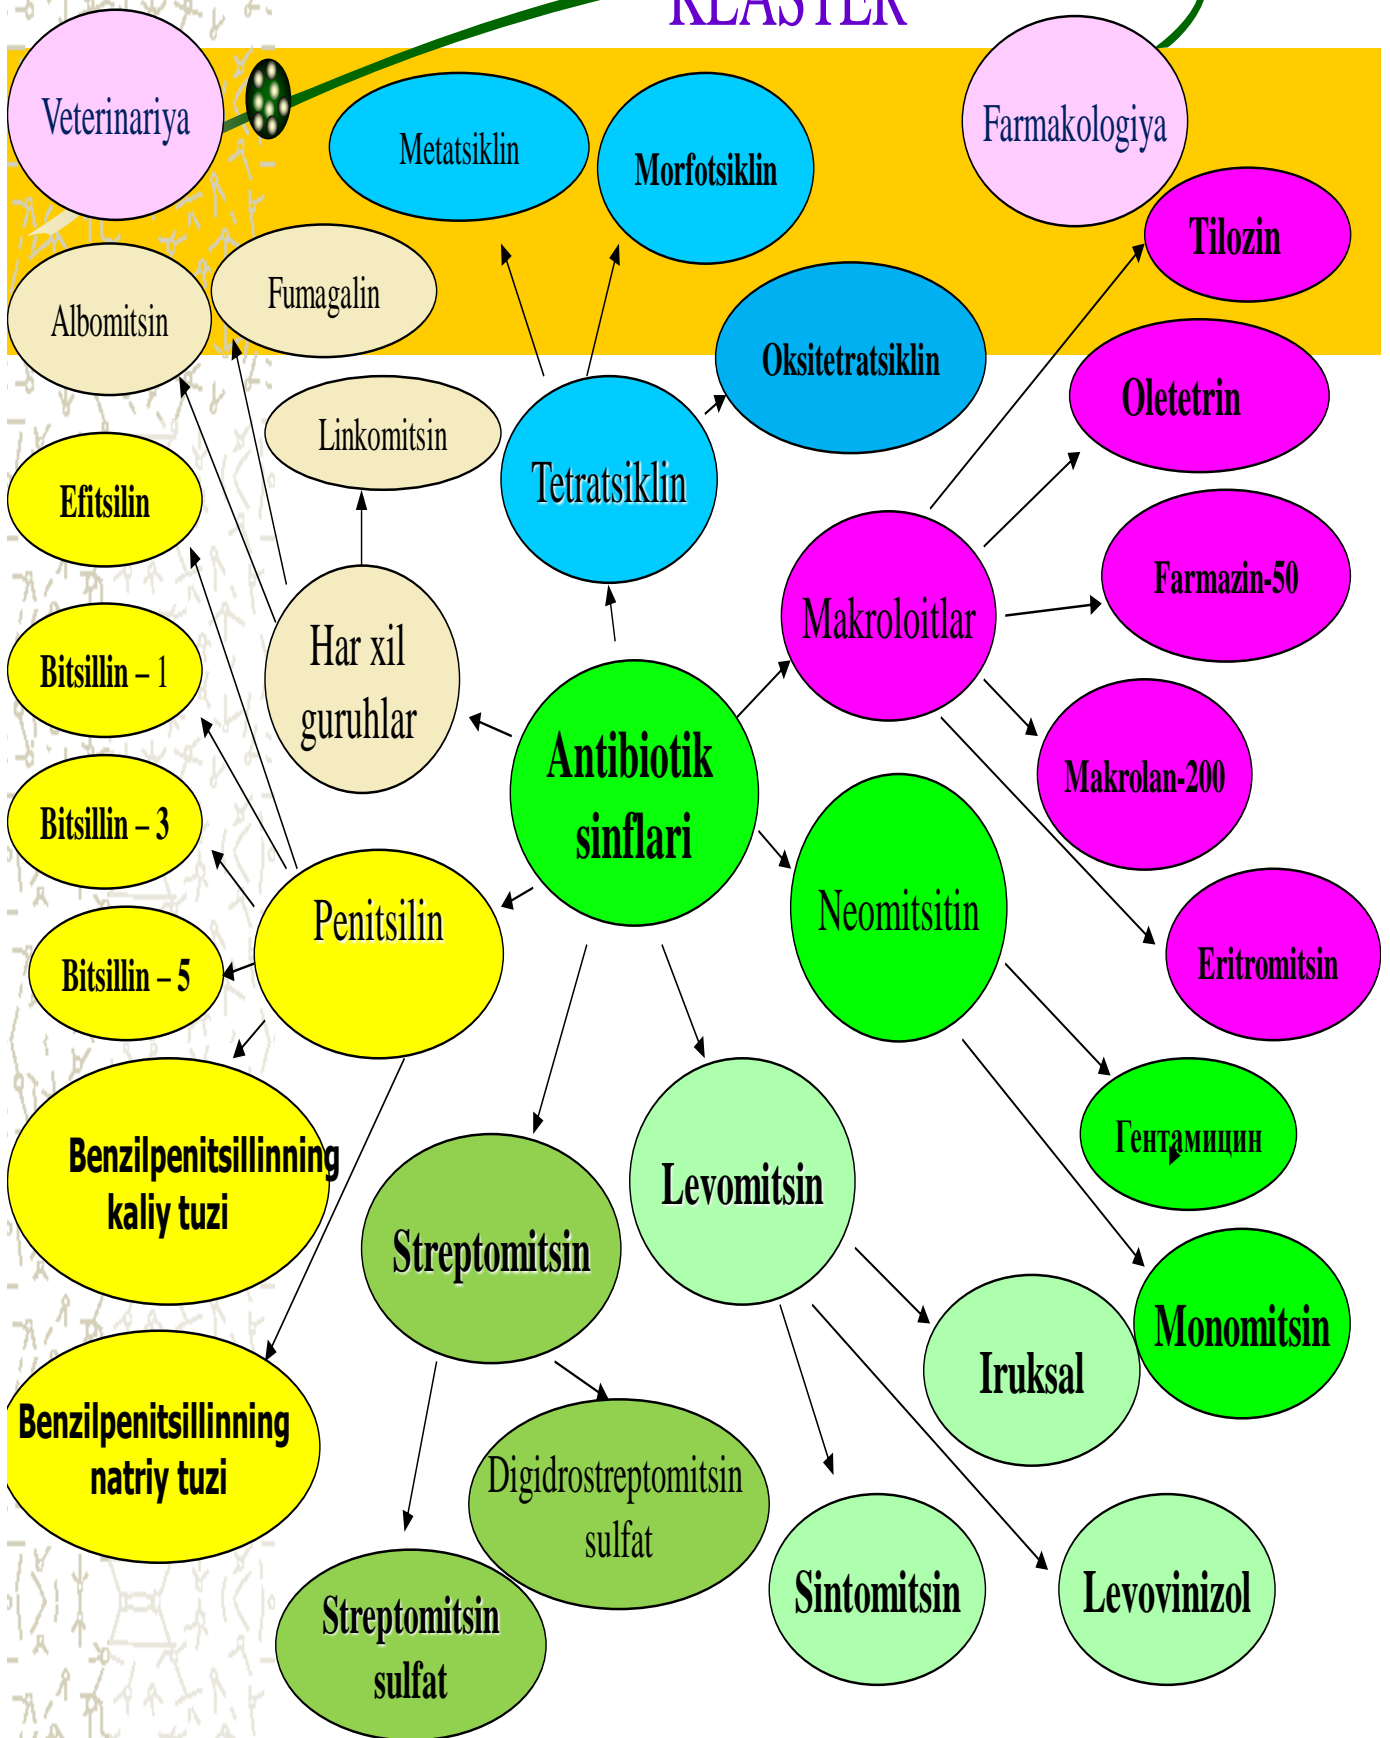 KLASTER
Veterinariya
Farmakologiya
Metatsiklin
Morfotsiklin
Tilozin
Fumagalin
Albomitsin
Oksitetratsiklin
Oletetrin
Linkomitsin
Tetratsiklin
Efitsilin
Farmazin-50
Makroloitlar
Har xil
guruhlar
Bitsillin – 1
Antibiotik
sinflari
Makrolan-200
Bitsillin – 3
Penitsilin
Neomitsitin
Bitsillin – 5
Eritromitsin
Гентамицин
Benzilpenitsillinning
kaliy tuzi
Levomitsin
Streptomitsin
Monomitsin
Iruksal
Benzilpenitsillinning
natriy tuzi
Digidrostreptomitsin
sulfat
Sintomitsin
Levovinizol
Streptomitsin
sulfat